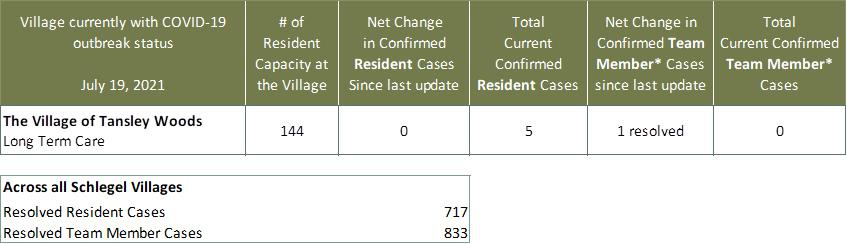 Village currently with COVID-19 outbreak status
July 19, 2021
# of Resident Capacity at the Village
Net Change in Confirmed Resident Cases Since last update
Total Current Confirmed Resident Cases
Net Change in Confirmed Team Member* Cases since last update
Total Current Confirmed Team Member* Cases
The Village of Tansley Woods
Long Term Care
144
0
5
1 resolved
0
Across all Schlegel Villages
Resolved Resident Cases 717
Resolved Team Member Cases 833